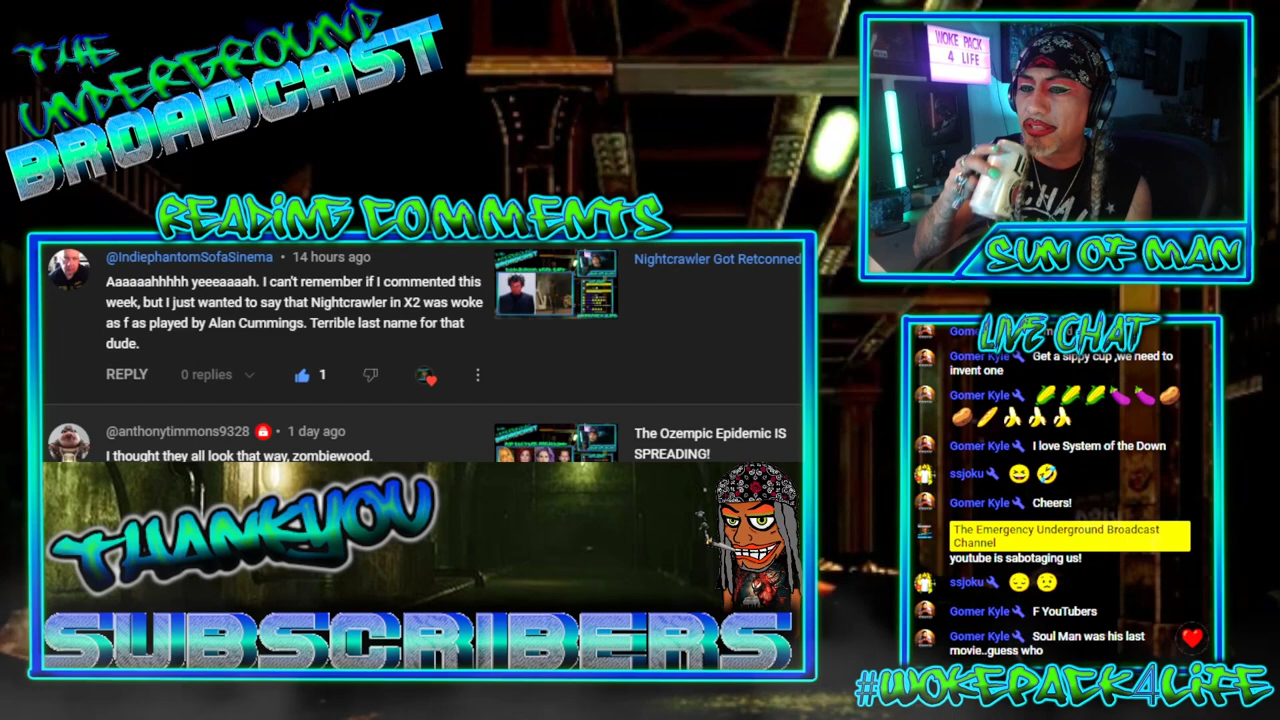 THE
UNDERGROUND
BROADCAST
WOKE PACK
4 LIFE
SUN OF MAN
READING COMMENTS
@IndiephantomSofaSinema • 14 hours ago
Aaaaaahhhhh yeeeaaaah. I can't remember if I commented this
week, but I just wanted to say that Nightcrawler in X2 was woke
as f as played by Alan Cummings. Terrible last name for that
dude.
REPLY 0 replies 1
Nightcrawler Got Retconned
@anthonytimmons9328 • 1 day ago
I thought they all look that way, zombiewood.
The Ozempic Epidemic IS
SPREADING!
THANKYOU
SUBSCRIBERS
LIVE CHAT
Gomer Kyle Get a sippy cup ,we need to
invent one
Gomer Kyle 🌽🌽🌽🍆🍆🥔
🥔🥖🍌🍌🍌
Gomer Kyle I love System of the Down
ssjoku 😆 🤣
Gomer Kyle Cheers!
The Emergency Underground Broadcast
Channel
youtube is sabotaging us!
ssjoku 😔 😟
Gomer Kyle F YouTubers
Gomer Kyle Soul Man was his last
movie..guess who
#WOKEPACK4LIFE